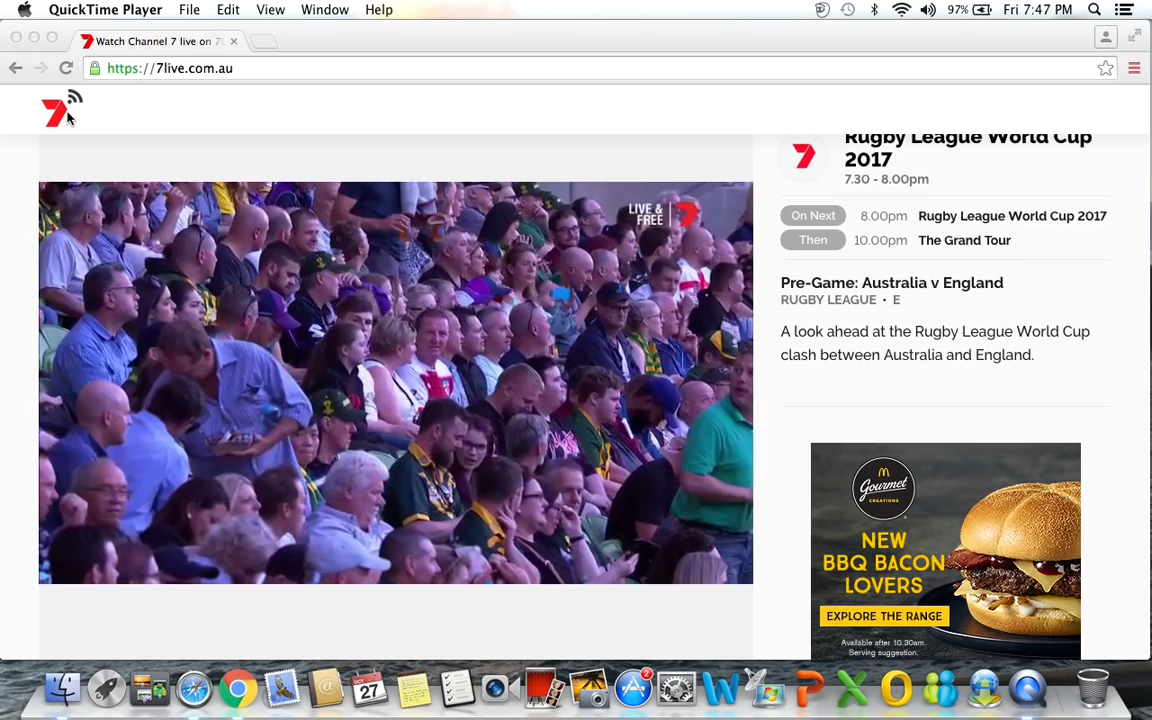 QuickTime Player File Edit View Window Help 97% Fri 7:47 PM
Watch Channel 7 live on 7
https://7live.com.au
7
Rugby League World Cup
2017
7.30 - 8.00pm
On Next 8.00pm Rugby League World Cup 2017
Then 10.00pm The Grand Tour
Pre-Game: Australia v England
RUGBY LEAGUE • E
A look ahead at the Rugby League World Cup
clash between Australia and England.
LIVE &
FREE 7
Gourmet
CREATIONS
NEW
BBQ BACON
LOVERS
EXPLORE THE RANGE
Available after 10.30am.
Serving suggestion.
OCT
27
2
W P X O